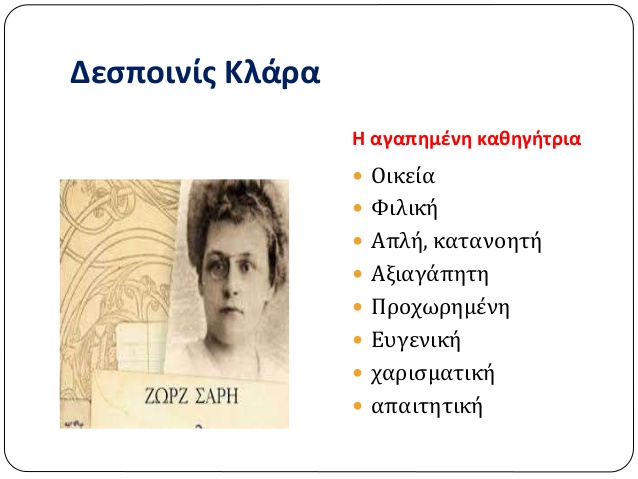 Δεσποινίς Κλάρα
Η αγαπημένη καθηγήτρια
Οικεία
Φιλική
Απλή, κατανοητή
Αξιαγάπητη
Προχωρημένη
Ευγενική
χαρισματική
απαιτητική
ΖΩΡΖ ΣΑΡΗ